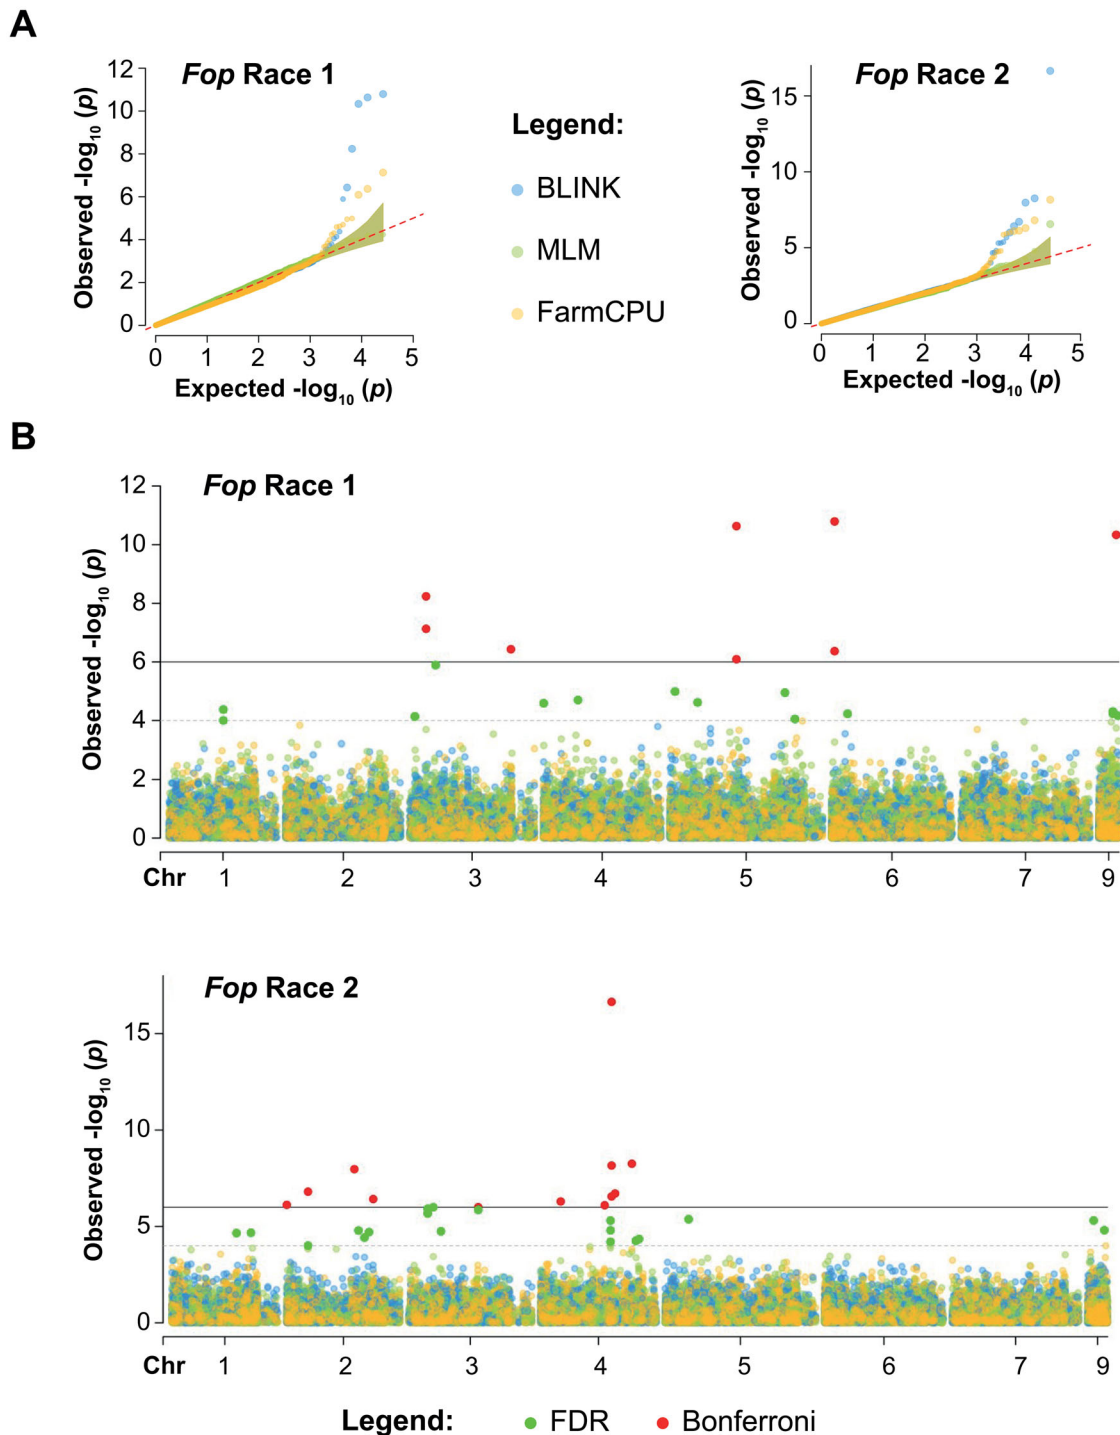 A
Fop Race 1
Observed -log10 (p)
12
10
8
6
4
2
0
0 1 2 3 4 5
Expected -log10 (p)
Legend:
BLINK
MLM
FarmCPU
Fop Race 2
Observed -log10 (p)
15
10
5
0
0 1 2 3 4 5
Expected -log10 (p)
B
Fop Race 1
Observed -log10 (p)
12
10
8
6
4
2
0
Chr 1 2 3 4 5 6 7 9
Fop Race 2
Observed -log10 (p)
15
10
5
0
Chr 1 2 3 4 5 6 7 9
Legend: FDR Bonferroni